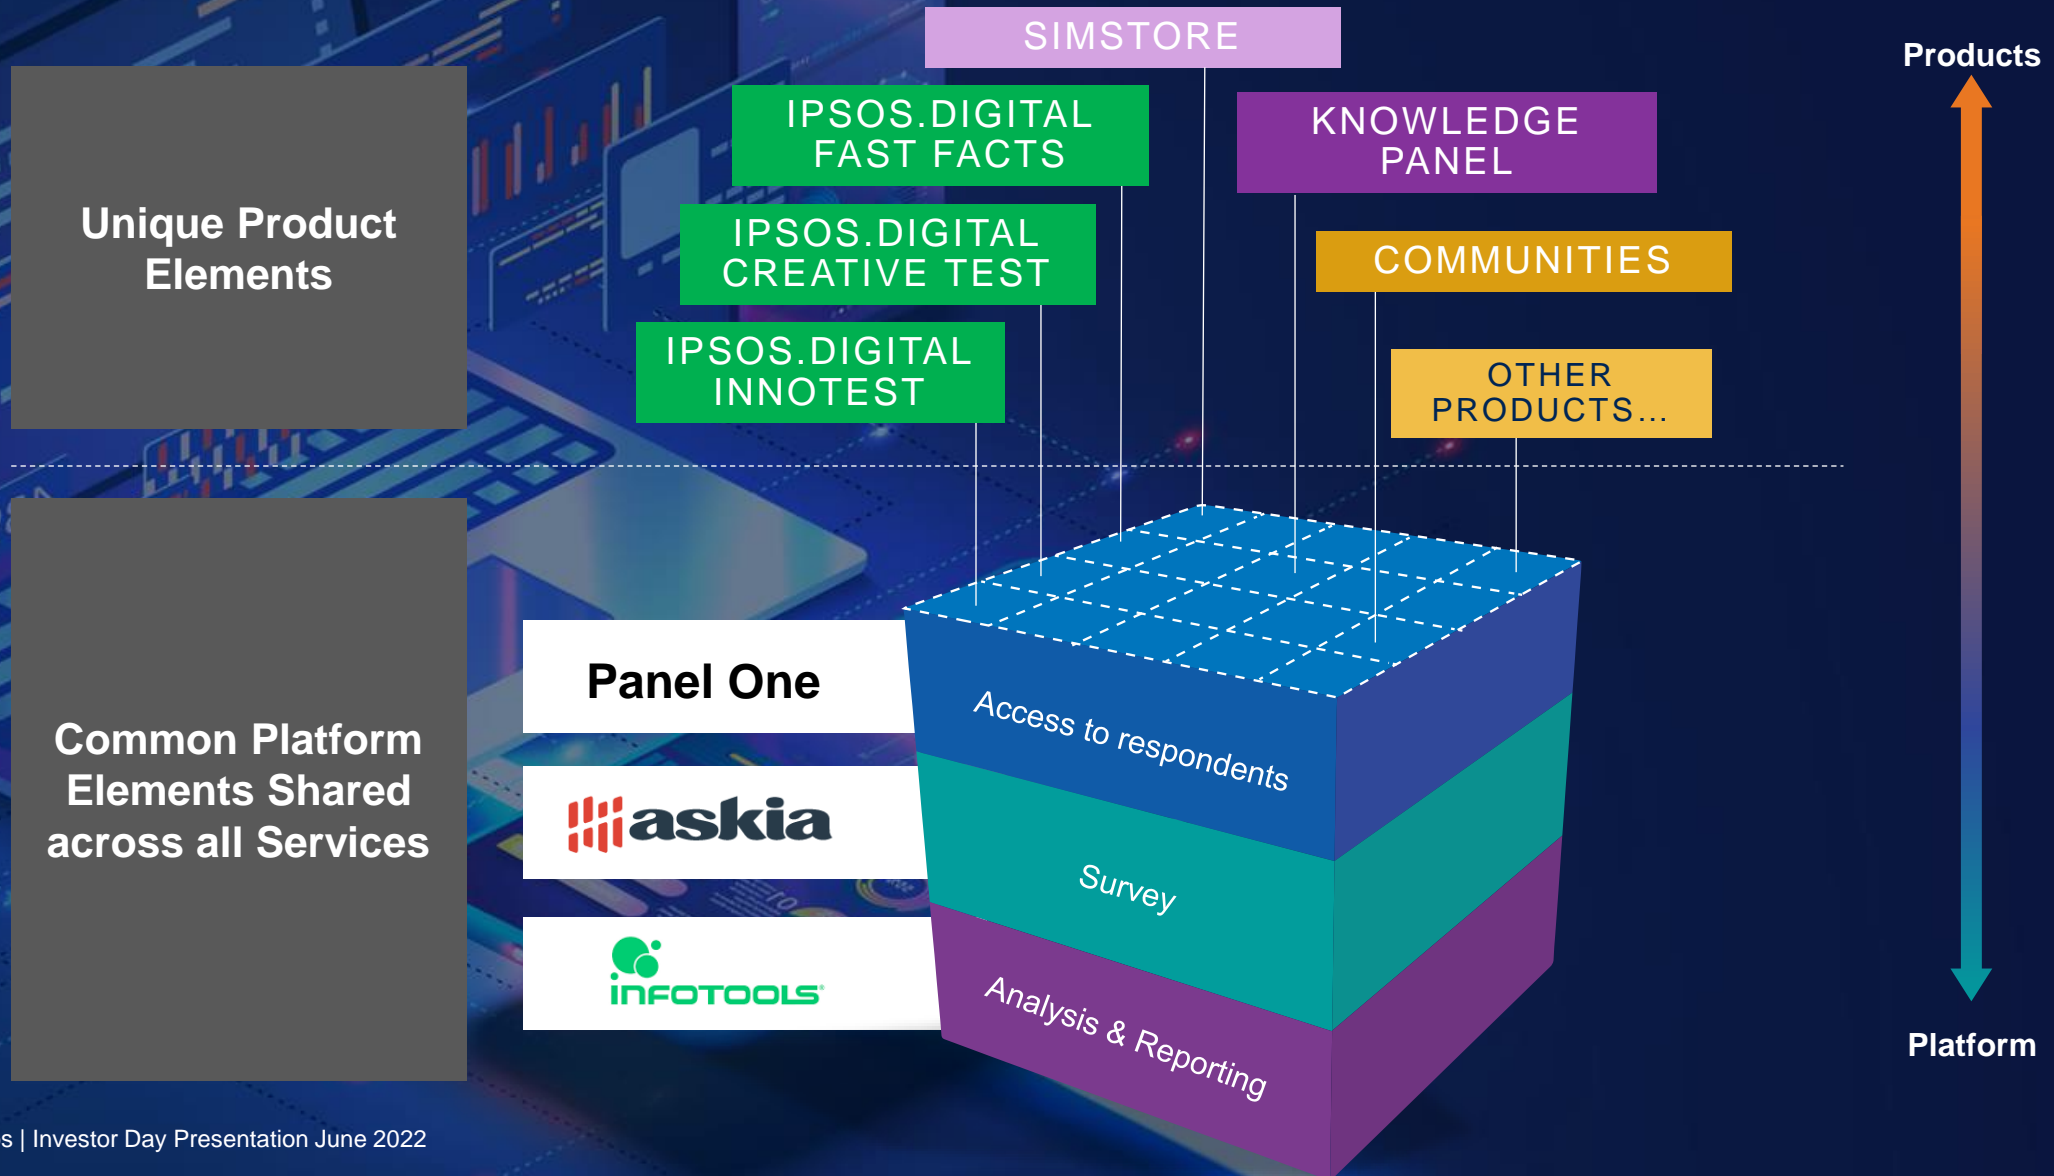 SIMSTORE
Products
IPSOS.DIGITAL
FAST FACTS
KNOWLEDGE
PANEL
Unique Product
Elements
IPSOS.DIGITAL
CREATIVE TEST
COMMUNITIES
IPSOS.DIGITAL
INNOTEST
OTHER
PRODUCTS...
Common Platform
Elements Shared
across all Services
Panel One
Access to respondents
askia
Survey
INFOTOOLS
Analysis & Reporting
Platform
s | Investor Day Presentation June 2022